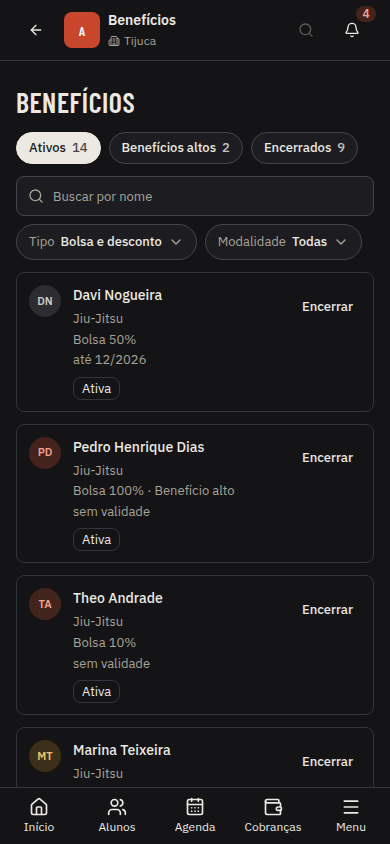 A
Benefícios
Tijuca
4
BENEFÍCIOS
Ativos 14
Benefícios altos 2
Encerrados 9
Buscar por nome
Tipo Bolsa e desconto
Modalidade Todas
DN
Davi Nogueira
Encerrar
Jiu-Jitsu
Bolsa 50%
até 12/2026
Ativa
PD
Pedro Henrique Dias
Encerrar
Jiu-Jitsu
Bolsa 100% · Benefício alto
sem validade
Ativa
TA
Theo Andrade
Encerrar
Jiu-Jitsu
Bolsa 10%
sem validade
Ativa
MT
Marina Teixeira
Encerrar
Jiu-Jitsu
Início
Alunos
Agenda
Cobranças
Menu